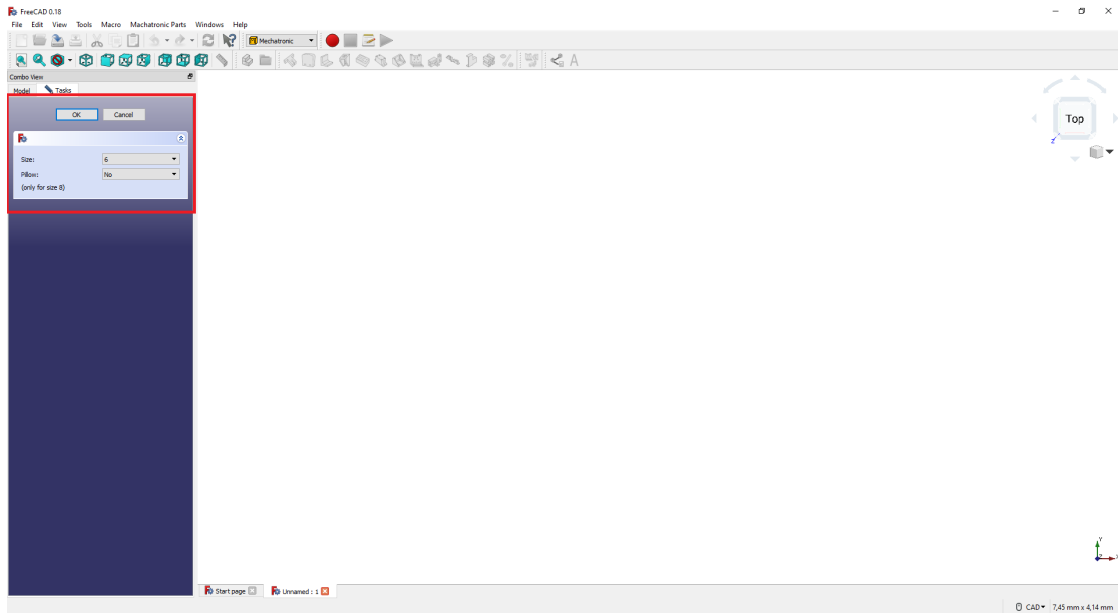 FreeCAD 0.18
File Edit View Tools Macro Machatronic Parts Windows Help
Mechatronic
Combo View
Model Tasks
OK Cancel
Size: 6
Pillow: No
(only for size 8)
Top
z
Y
Z
Start page Unnamed : 1
CAD 7,45 mm x 4,14 mm